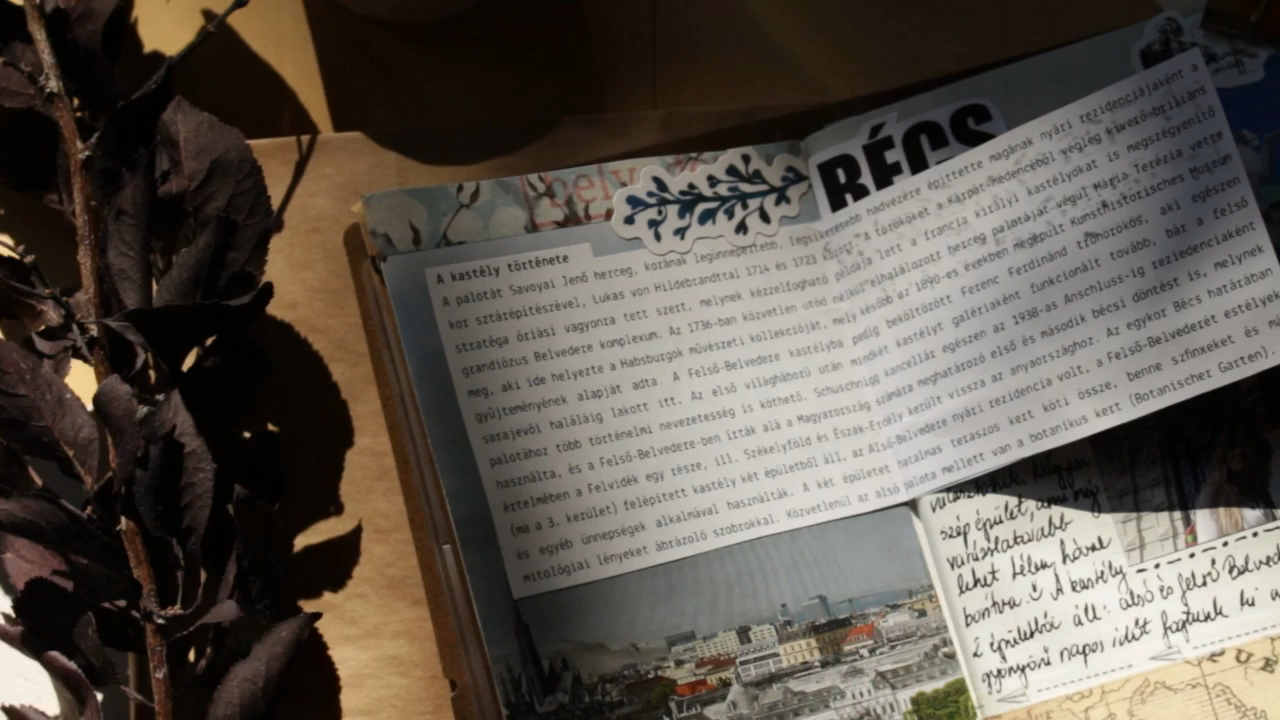 hely
BÉCS
A kastély története
A palotát Savoyai Jenő herceg, korának legünnepeltebb, legsikeresebb hadvezére építtette magának nyári rezidenciájaként a
kor sztárépítészével, Lukas von Hildebrandttal 1714 és 1723 között. A törököket a Kárpát-medencéből végleg kiverő briliáns
stratéga óriási vagyonra tett szert, melynek kézzelfogható példája lett a francia királyi kastélyokat is megszégyenítő
grandiózus Belvedere komplexum. Az 1736-ban közvetlen utód nélkül elhalálozott herceg palotáját végül Mária Terézia vette
meg, aki ide helyezte a Habsburgok művészeti kollekcióját, mely később az 1890-es években megépült Kunsthistorisches Museum
gyűjteményének alapját adta. A Felső-Belvedere kastélyba pedig beköltözött Ferenc Ferdinánd trónörökös, aki egészen
sarajevói haláláig lakott itt. Az első világháború után mindkét kastélyt galériaként funkcionált tovább, bár a felső
palotához több történelmi nevezetesség is köthető. Schuschnigg kancellár egészen az 1938-as Anschluss-ig rezidenciaként
használta, és a Felső-Belvedere-ben írták alá a Magyarország számára meghatározó első és második bécsi döntést is, melynek
értelmében a Felvidék egy része, ill. Székelyföld és Észak-Erdély került vissza az anyaországhoz. Az egykor Bécs határában
(ma a 3. kerület) felépített kastély két épületből áll, az Alsó-Belvedere nyári rezidencia volt, a Felső-Belvederét estélyek
és egyéb ünnepségek alkalmával használták. A két épületet hatalmas teraszos kert köti össze, benne szfinxeket és más
mitológiai lényeket ábrázoló szobrokkal. Közvetlenül az alsó palota mellett van a botanikus kert (Botanischer Garten).
szép épület, ami még
varázslatosabb
lehet télen, hóval
borítva. A kastély
2 épületből áll: alsó és felső Belved
gyönyörű napos időt fogtunk ki a